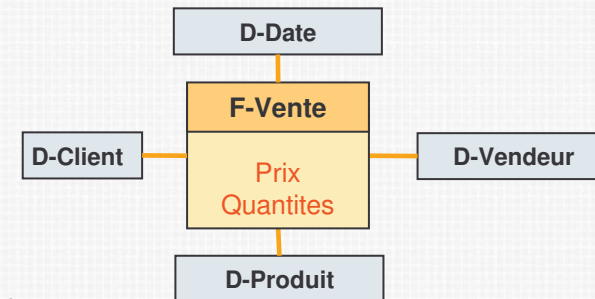 D-Date
F-Vente
D-Client
D-Vendeur
Prix
Quantites
D-Produit